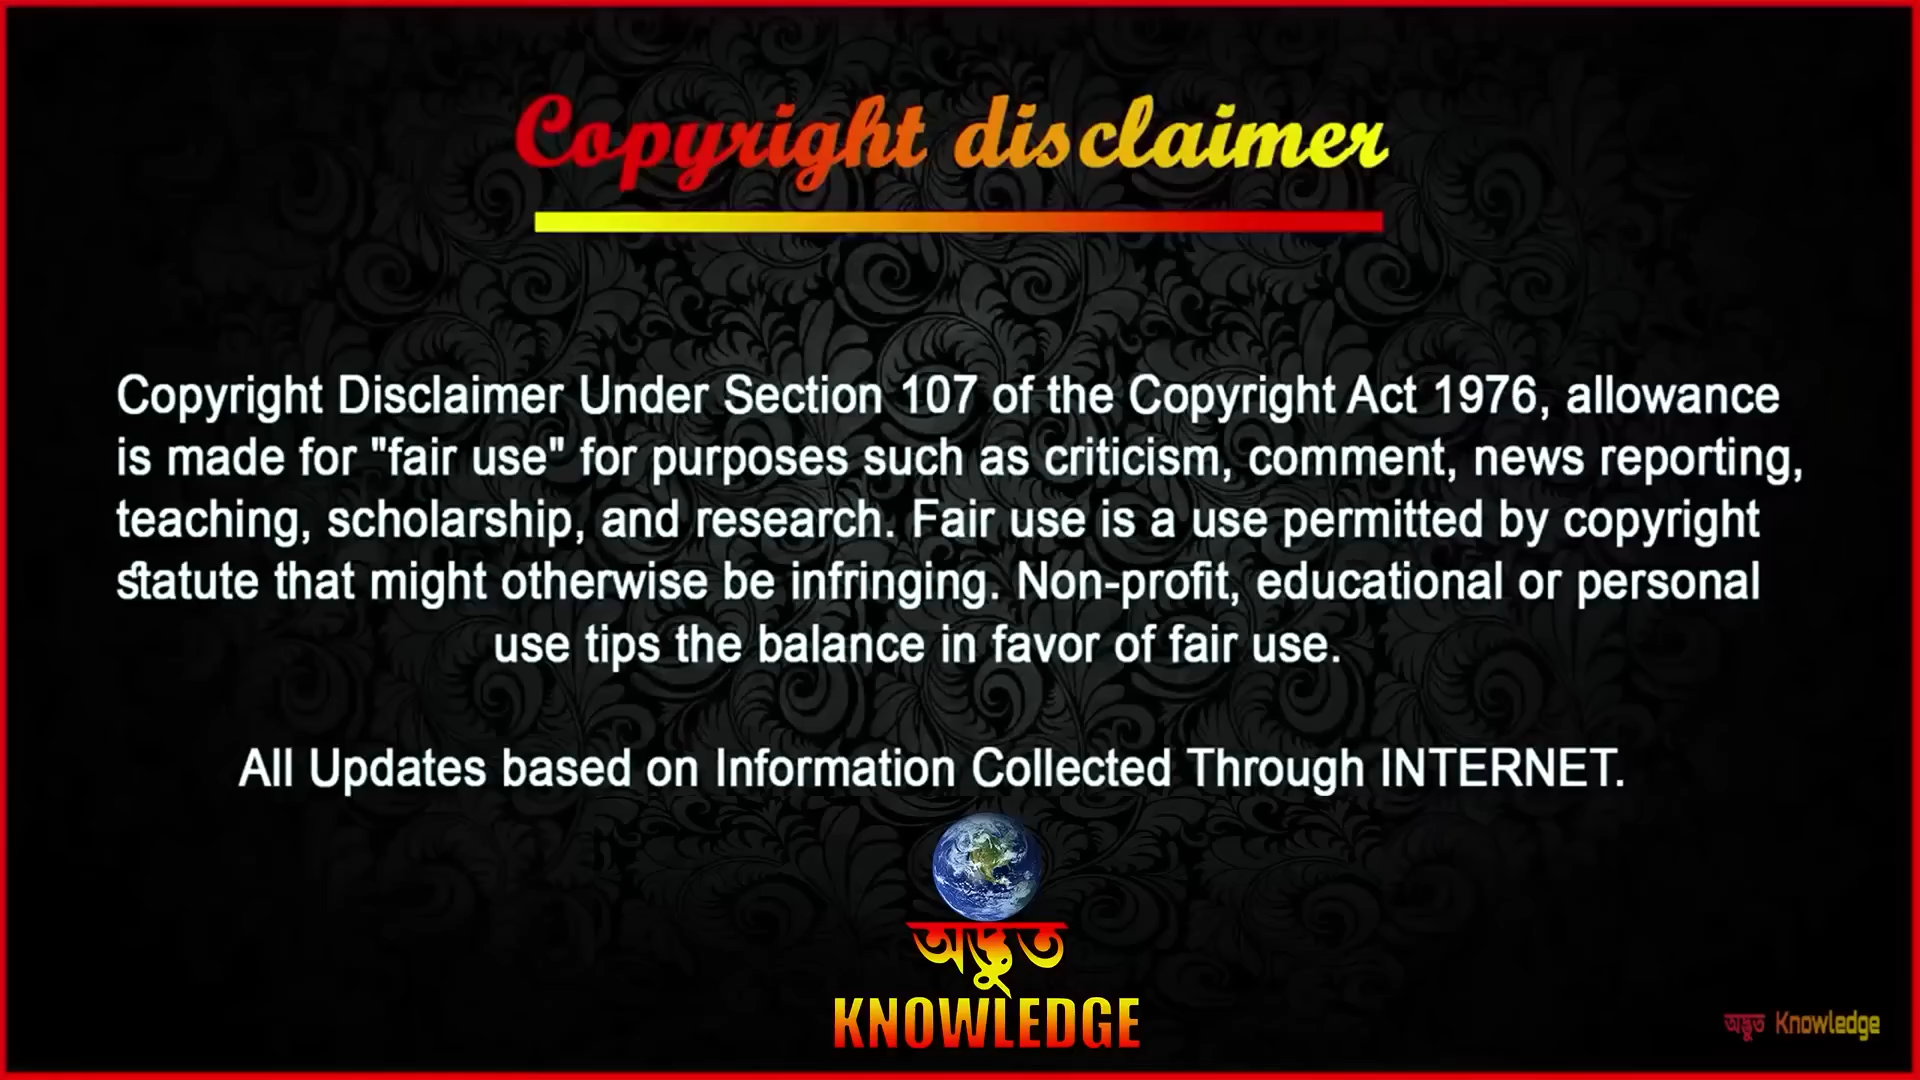 Copyright disclaimer
Copyright Disclaimer Under Section 107 of the Copyright Act 1976, allowance
is made for "fair use" for purposes such as criticism, comment, news reporting,
teaching, scholarship, and research. Fair use is a use permitted by copyright
statute that might otherwise be infringing. Non-profit, educational or personal
use tips the balance in favor of fair use.
All Updates based on Information Collected Through INTERNET.
অদ্ভুত
KNOWLEDGE
অদ্ভুত Knowledge